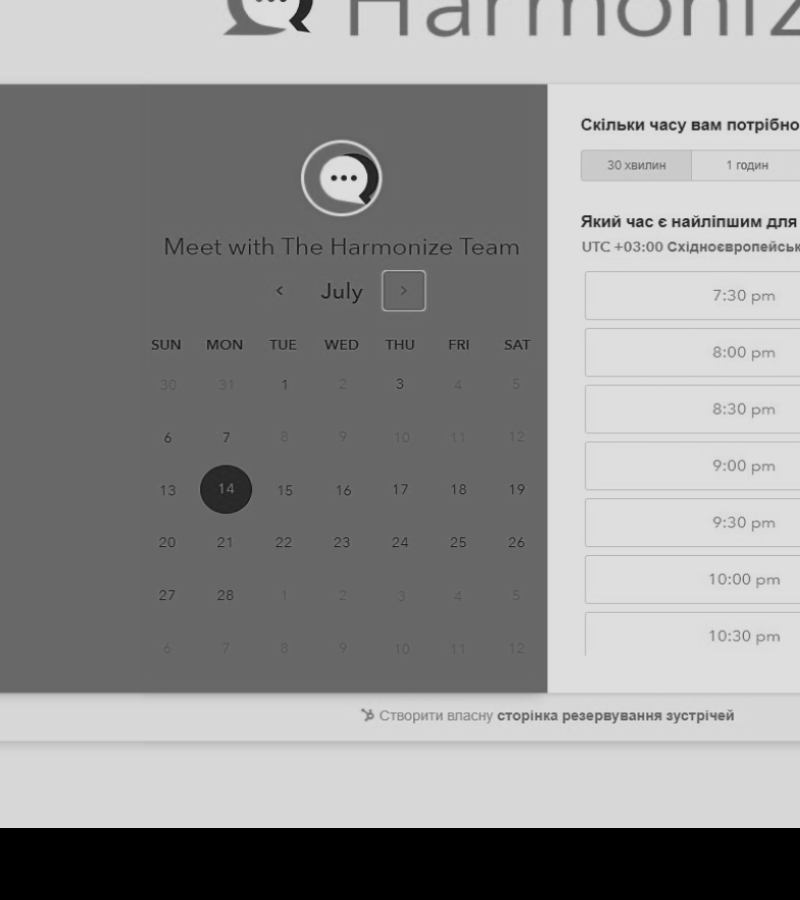 Harmoniz
Meet with The Harmonize Team
July
SUN MON TUE WED THU FRI SAT
30 31 1 2 3 4 5
6 7 8 9 10 11 12
13 14 15 16 17 18 19
20 21 22 23 24 25 26
27 28 1 2 3 4 5
6 7 8 9 10 11 12
Скільки часу вам потрібно
30 хвилин 1 годин
Який час є найліпшим для
UTC +03:00 Східноєвропейськ
7:30 pm
8:00 pm
8:30 pm
9:00 pm
9:30 pm
10:00 pm
10:30 pm
Створити власну сторінка резервування зустрічей